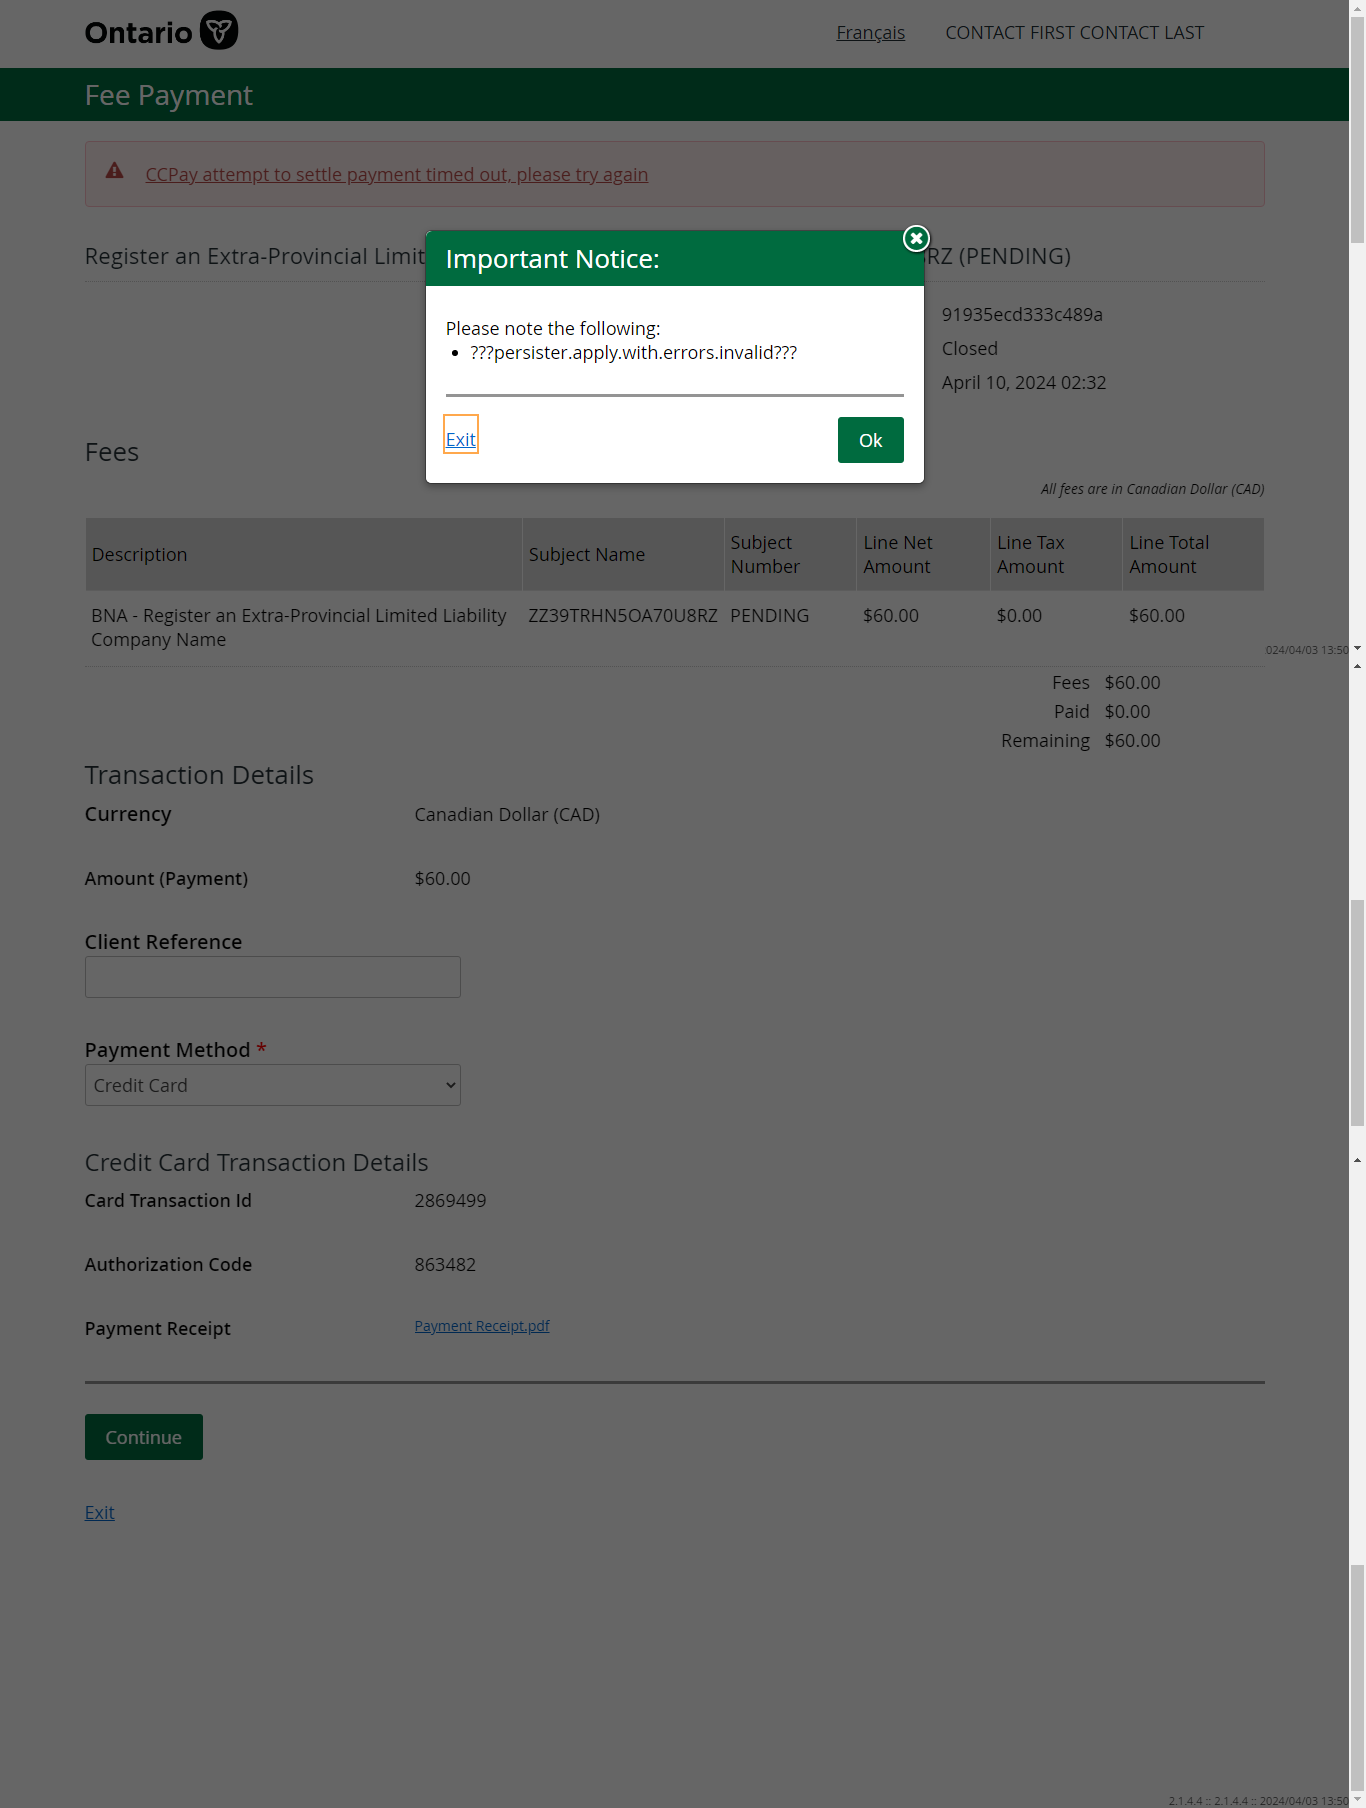 Ontario
Français
CONTACT FIRST CONTACT LAST
Fee Payment
CCPay attempt to settle payment timed out, please try again
Register an Extra-Provincial Limit
RZ (PENDING)
Important Notice:
Please note the following:
• ???persister.apply.with.errors.invalid???
Exit
Ok
91935ecd333c489a
Closed
April 10, 2024 02:32
Fees
All fees are in Canadian Dollar (CAD)
Description
Subject Name
Subject
Number
Line Net
Amount
Line Tax
Amount
Line Total
Amount
BNA - Register an Extra-Provincial Limited Liability
Company Name
ZZ39TRHN5OA70U8RZ
PENDING
$60.00
$0.00
$60.00
024/04/03 13:50
Fees $60.00
Paid $0.00
Remaining $60.00
Transaction Details
Currency
Canadian Dollar (CAD)
Amount (Payment)
$60.00
Client Reference
Payment Method *
Credit Card
Credit Card Transaction Details
Card Transaction Id
2869499
Authorization Code
863482
Payment Receipt
Payment Receipt.pdf
Continue
Exit
2.1.4.4 :: 2.1.4.4 :: 2024/04/03 13:50